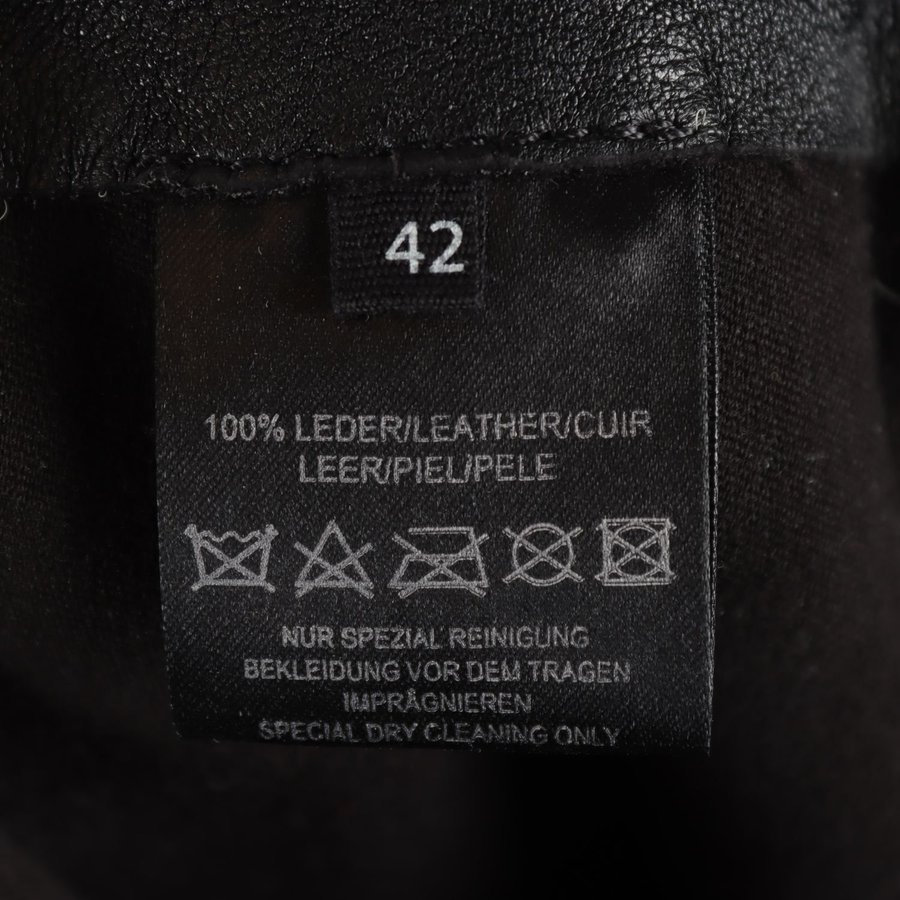 42
100% LEDER/LEATHER/CUIR
LEER/PIEL/PELE
NUR SPEZIAL REINIGUNG
BEKLEIDUNG VOR DEM TRAGEN
IMPRÄGNIEREN
SPECIAL DRY CLEANING ONLY